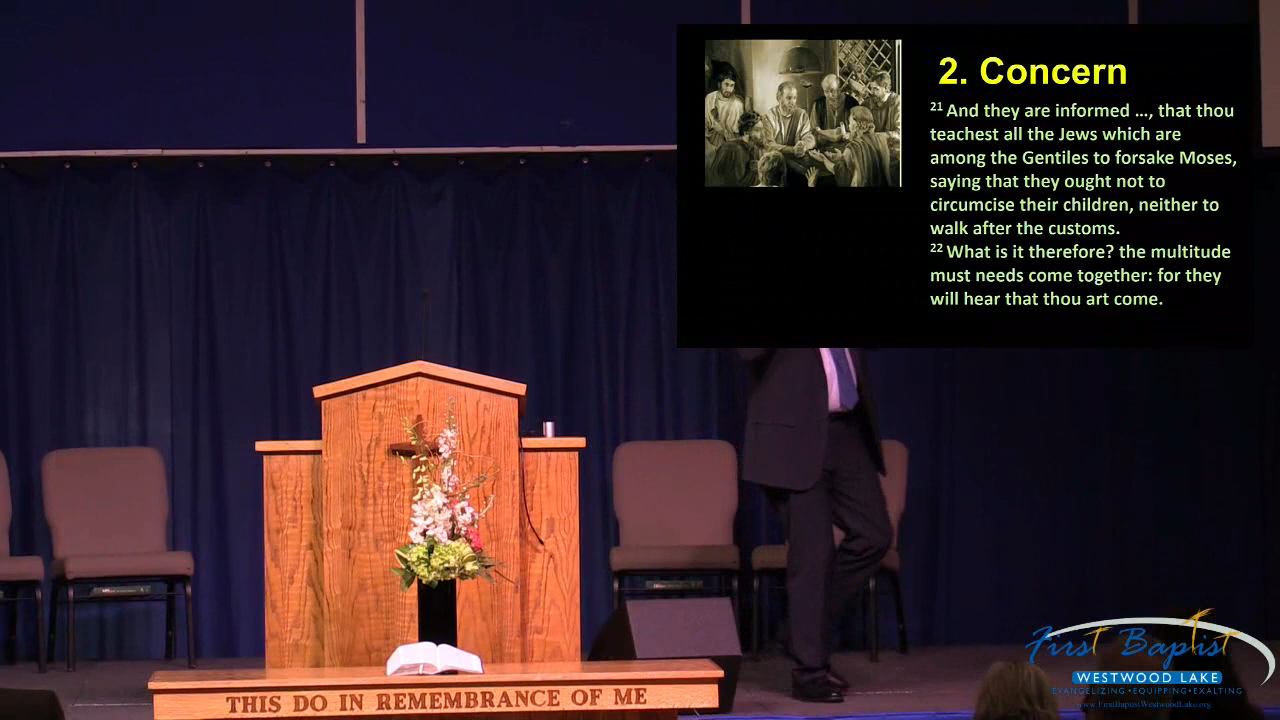 2. Concern
21 And they are informed …, that thou
teachest all the Jews which are
among the Gentiles to forsake Moses,
saying that they ought not to
circumcise their children, neither to
walk after the customs.
22 What is it therefore? the multitude
must needs come together: for they
will hear that thou art come.
THIS DO IN REMEMBRANCE OF ME
First Baptist
WESTWOOD LAKE
EVANGELIZING • EQUIPPING • EXALTING
www.FirstBaptistWestwoodLake.org